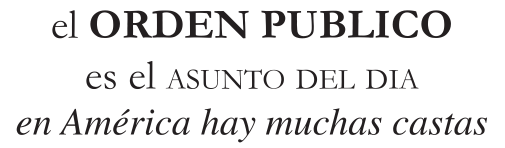 el ORDEN PUBLICO
es el ASUNTO DEL DIA
en América hay muchas castas